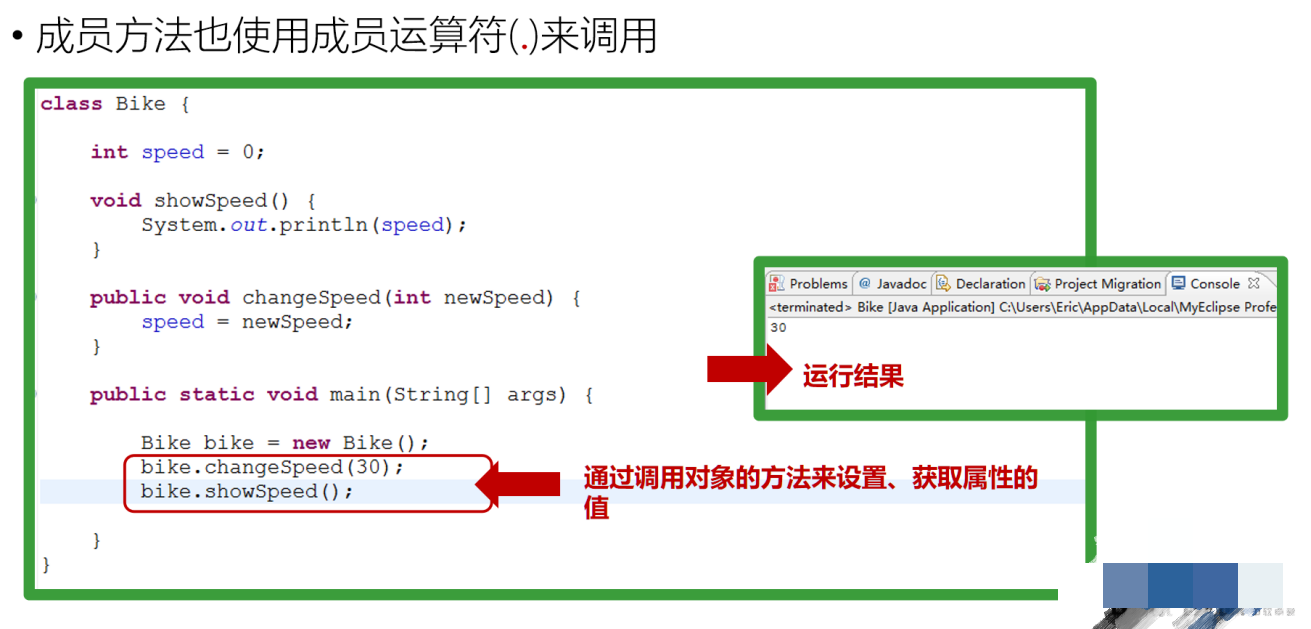 • 成员方法也使用成员运算符(.)来调用
class Bike {
int speed = 0;
void showSpeed() {
System.out.println(speed);
}
public void changeSpeed(int newSpeed) {
speed = newSpeed;
}
public static void main(String[] args) {
Bike bike = new Bike();
bike.changeSpeed(30);
bike.showSpeed();
}
}
Problems @ Javadoc Declaration Project Migration Console
<terminated> Bike [Java Application] C:\Users\Eric\AppData\Local\MyEclipse Profe
30
运行结果
通过调用对象的方法来设置、获取属性的
值